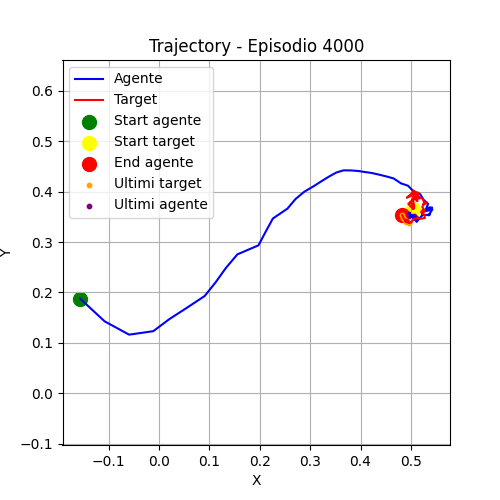 Trajectory - Episodio 4000
Agente
Target
Start agente
Start target
End agente
Ultimi target
Ultimi agente
Y
0.6
0.5
0.4
0.3
0.2
0.1
0.0
−0.1
−0.1 0.0 0.1 0.2 0.3 0.4 0.5
X